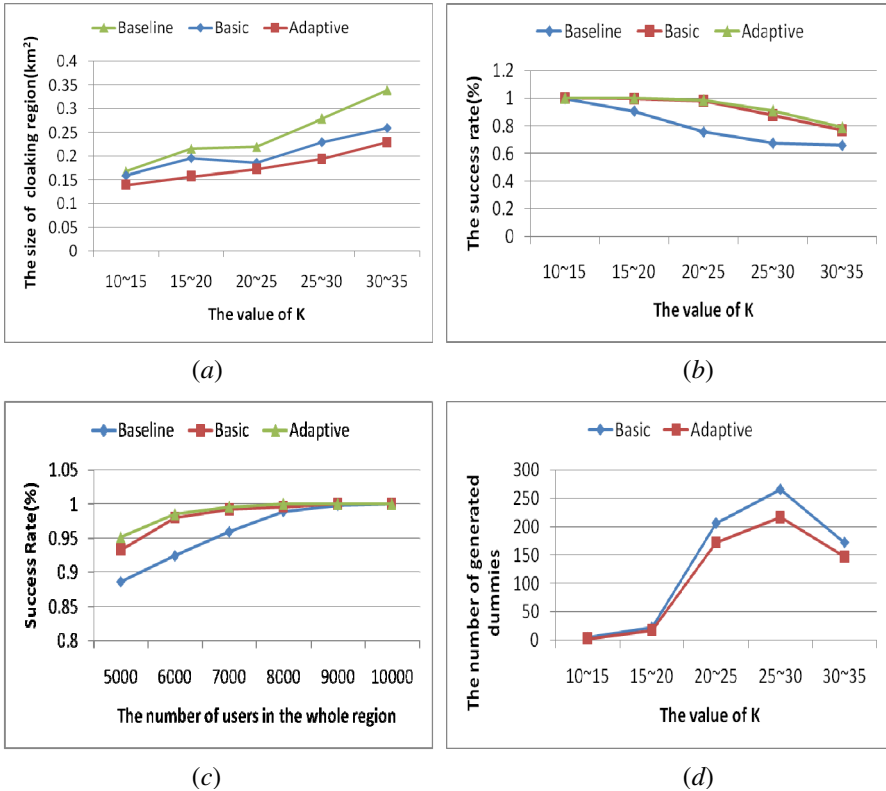 Baseline Basic Adaptive
The size of cloaking region(km²)
0.4
0.35
0.3
0.25
0.2
0.15
0.1
0.05
0
10~15 15~20 20~25 25~30 30~35
The value of K
(a)
Baseline Basic Adaptive
The success rate(%)
1.2
1
0.8
0.6
0.4
0.2
0
10~15 15~20 20~25 25~30 30~35
The value of K
(b)
Baseline Basic Adaptive
Success Rate(%)
1.05
1
0.95
0.9
0.85
0.8
5000 6000 7000 8000 9000 10000
The number of users in the whole region
(c)
Basic Adaptive
The number of generated
dummies
300
250
200
150
100
50
0
10~15 15~20 20~25 25~30 30~35
The value of K
(d)